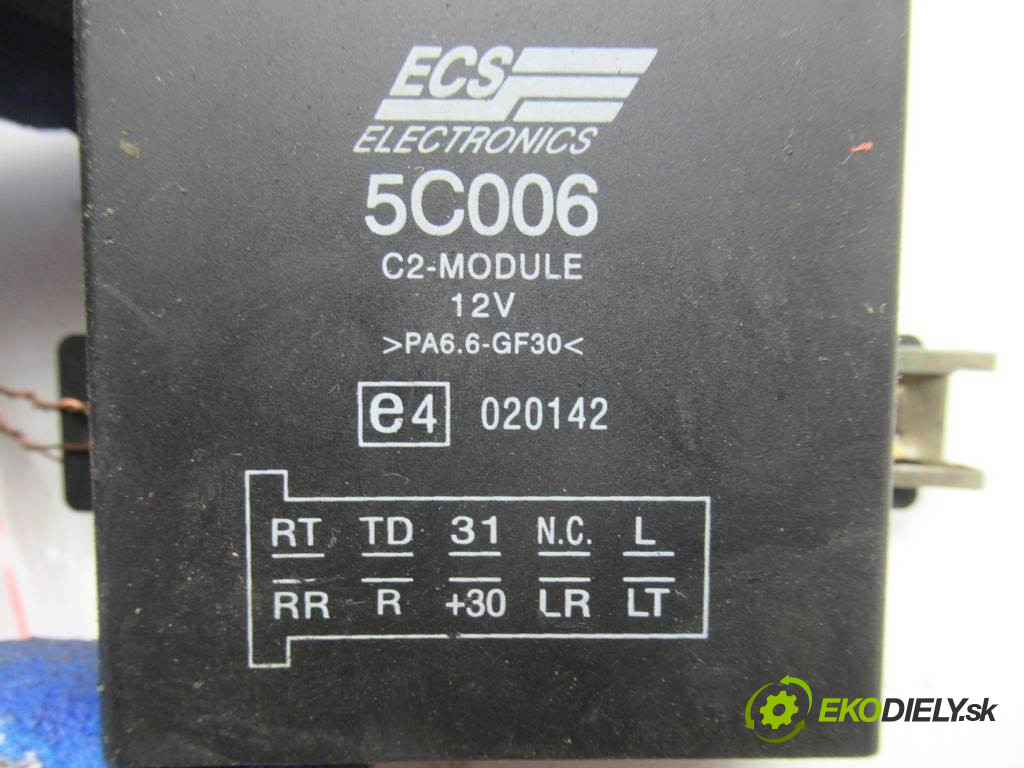 ECS
ELECTRONICS
5C006
C2-MODULE
12V
>PA6.6-GF30<
e4 020142
RT TD 31 N.C. L
RR R +30 LR LT
EKODIELY.sk